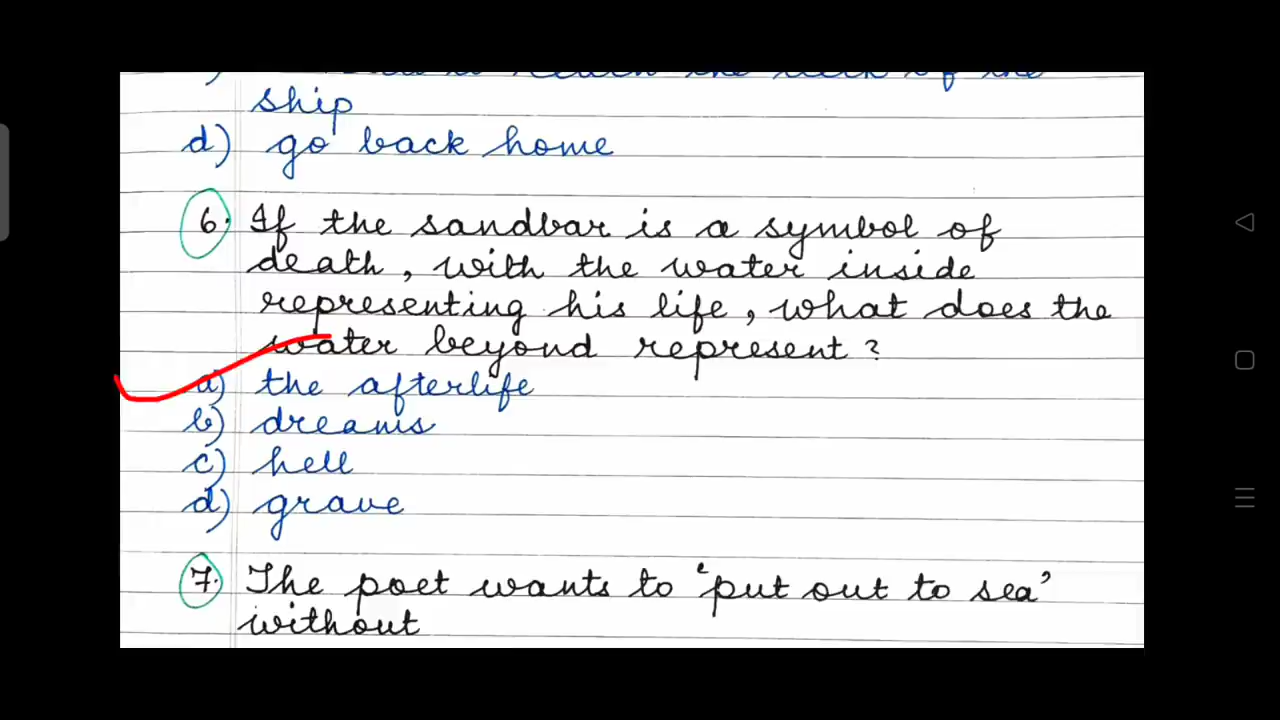 ship
d) go back home
6. If the sandbar is a symbol of
death, with the water inside
representing his life, what does the
water beyond represent?
a) the afterlife
b) dreams
c) hell
d) grave
7. The poet wants to 'put out to sea'
without